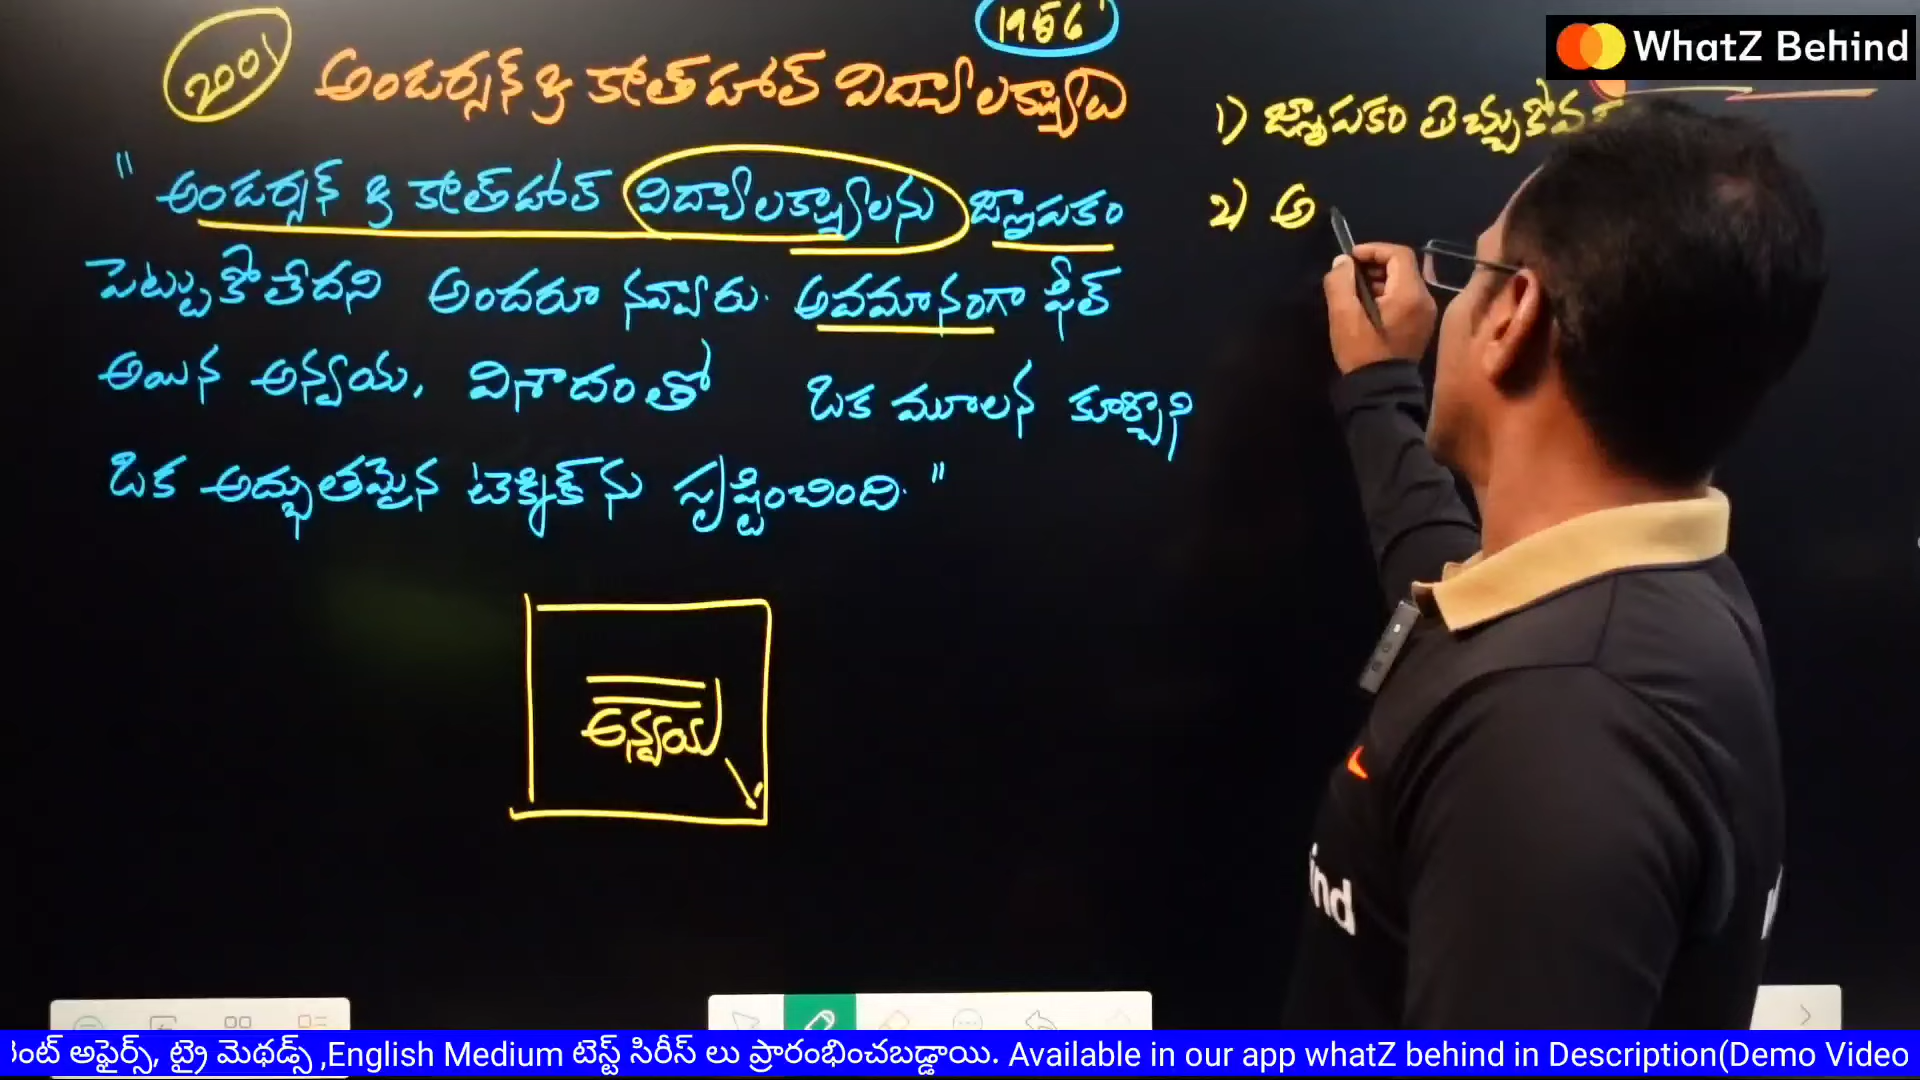 1956
2001 అండర్సన్ & క్రాత్‌హాల్ విద్యాలక్ష్యాలు
WhatZ Behind
" అండర్సన్ & క్రాత్‌హాల్ విద్యాలక్ష్యాలను జ్ఞాపకం
పెట్టుకోలేదని అందరూ నవ్వారు. అవమానంగా ఫీల్
అయిన అన్వయ, విశాదంతో ఒక మూలన కూర్చొని
ఒక అద్భుతమైన టెక్నిక్‌ను సృష్టించింది. "
అన్వయ
1) జ్ఞాపకం తెచ్చుకోవ
2) అ
ind
ెంట్ అఫైర్స్, ట్రై మెథడ్స్ ,English Medium టెస్ట్ సిరీస్ లు ప్రారంభించబడ్డాయి. Available in our app whatZ behind in Description(Demo Video